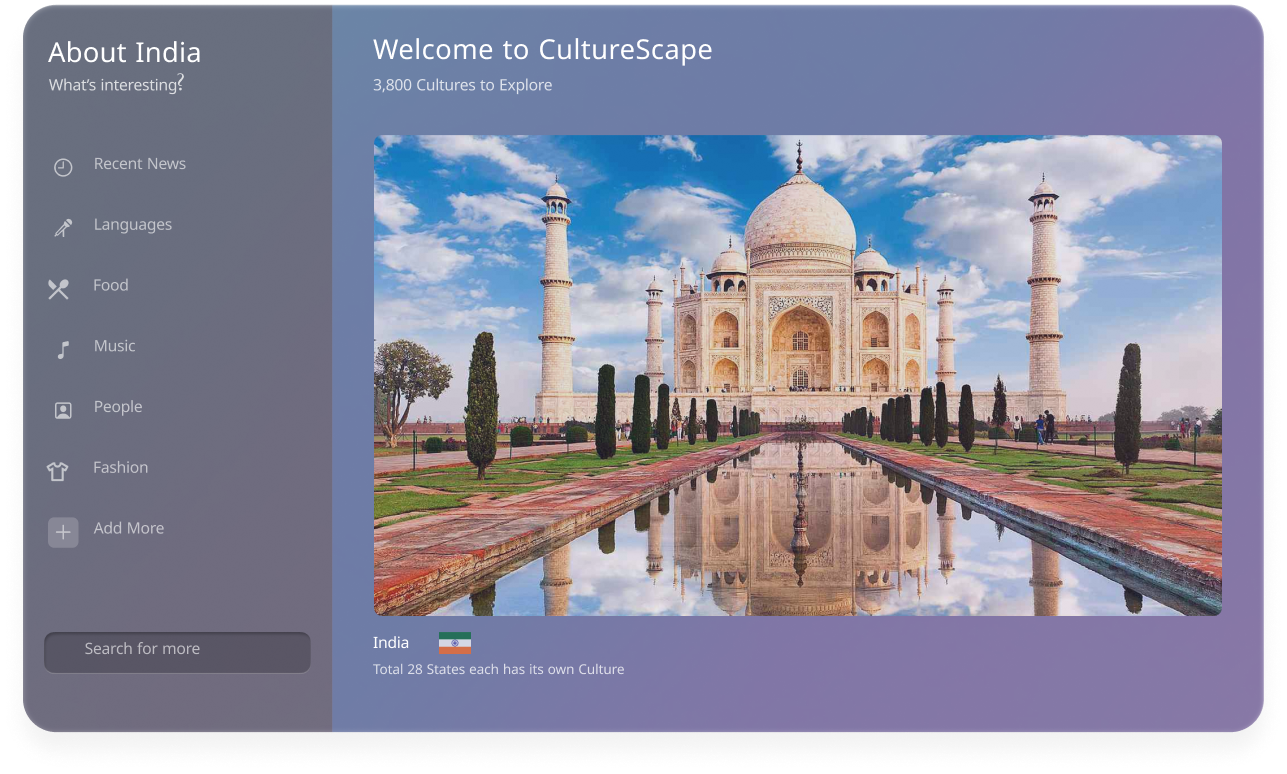 About India
What's interesting?
Recent News
Languages
Food
Music
People
Fashion
Add More
Search for more
Welcome to CultureScape
3,800 Cultures to Explore
India
Total 28 States each has its own Culture